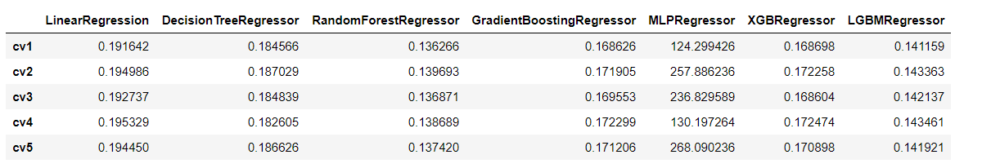 LinearRegression DecisionTreeRegressor RandomForestRegressor GradientBoostingRegressor MLPRegressor XGBRegressor LGBMRegressor
cv1 0.191642 0.184566 0.136266 0.168626 124.299426 0.168698 0.141159
cv2 0.194986 0.187029 0.139693 0.171905 257.886236 0.172258 0.143363
cv3 0.192737 0.184839 0.136871 0.169553 236.829589 0.168604 0.142137
cv4 0.195329 0.182605 0.138689 0.172299 130.197264 0.172474 0.143461
cv5 0.194450 0.186626 0.137420 0.171206 268.090236 0.170898 0.141921